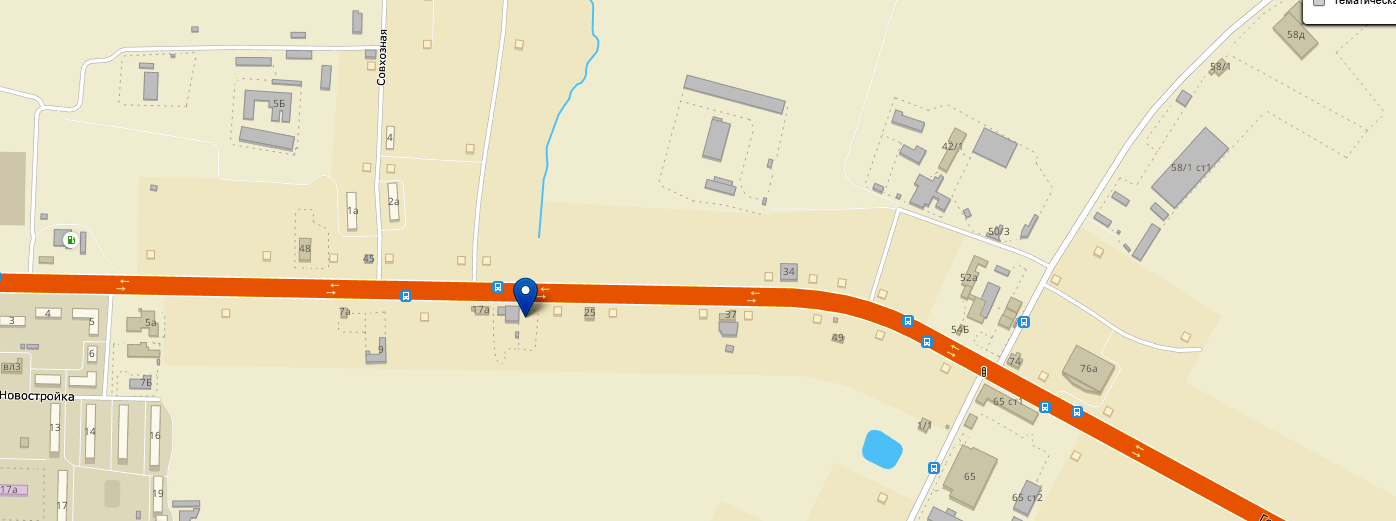 тематическа
58д
58/1
Совхозная
5Б
4
42/1
58/1 ст1
2а
1а
50/3
48
45
34
52а
17а
7а
25
37
3
4
5
5а
54Б
49
6
9
74
76а
вл3
7Б
Новостройка
65 ст1
13
14
16
1/1
65
17а
19
65 ст2
17